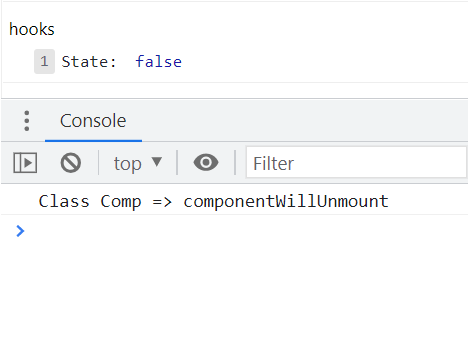 hooks
1 State: false
Console
top ▼ Filter
Class Comp => componentWillUnmount
>